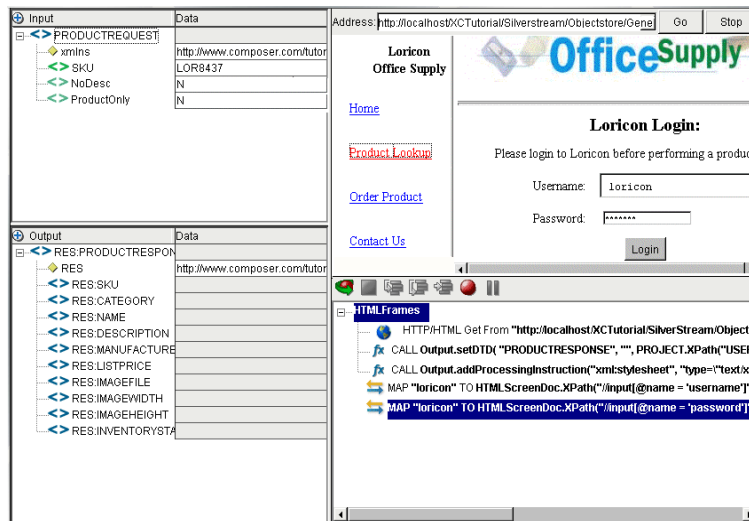 Input Data
PRODUCTREQUEST
xmlns http://www.composer.com/tutor
SKU LOR8437
NoDesc N
ProductOnly N
Output Data
RES:PRODUCTRESPON
RES http://www.composer.com/tutor
RES:SKU
RES:CATEGORY
RES:NAME
RES:DESCRIPTION
RES:MANUFACTURE
RES:LISTPRICE
RES:IMAGEFILE
RES:IMAGEWIDTH
RES:IMAGEHEIGHT
RES:INVENTORYSTA
Address: http://localhost/XCTutorial/Silverstream/Objectstore/Gene Go Stop
Loricon
Office Supply
Home
Product Lookup
Order Product
Contact Us
OfficeSupply
Loricon Login:
Please login to Loricon before performing a produc
Username: loricon
Password: *******
Login
HTMLFrames
HTTP/HTML Get From "http://localhost/XCTutorial/SilverStream/Object
fx CALL Output.setDTD( "PRODUCTRESPONSE", "", PROJECT.XPath("USER
fx CALL Output.addProcessingInstruction("xml:stylesheet", "type=\"text/x
MAP "loricon" TO HTMLScreenDoc.XPath("//input[@name = 'username']"
MAP "loricon" TO HTMLScreenDoc.XPath("//input[@name = 'password']"